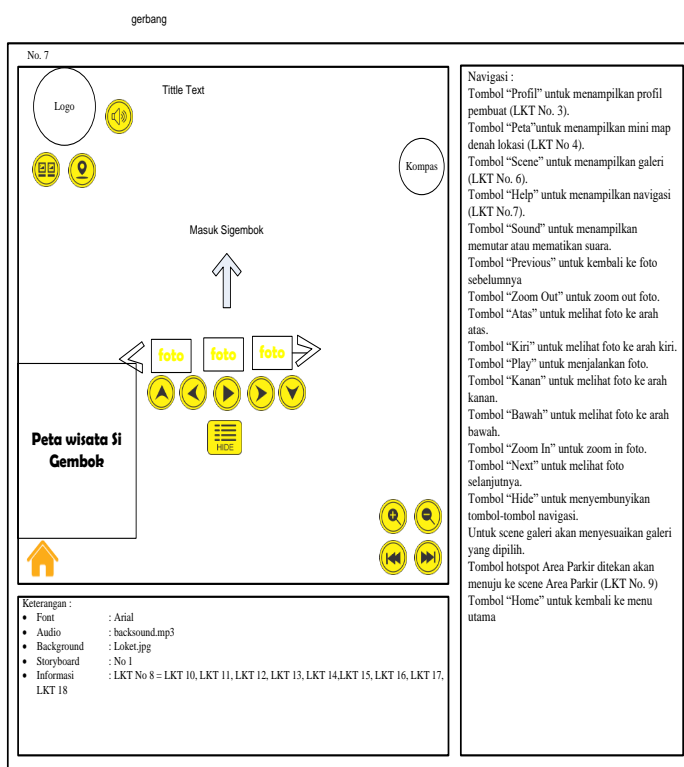 gerbang
No. 7
Logo
Tittle Text
Kompas
Masuk Sigembok
foto foto foto
HIDE
Peta wisata Si
Gembok
Navigasi :
Tombol “Profil” untuk menampilkan profil
pembuat (LKT No. 3).
Tombol “Peta”untuk menampilkan mini map
denah lokasi (LKT No 4).
Tombol “Scene” menampilkan galeri
(LKT No. 6).
Tombol “Help” untuk menampilkan navigasi
(LKT No.7).
Tombol “Sound” untuk menampilkan
memutar atau mematikan suara.
Tombol “Previous” untuk kembali ke foto
sebelumnya
Tombol “Zoom Out” untuk zoom out foto.
Tombol “Atas” untuk melihat foto ke arah
atas.
Tombol “Kiri” untuk melihat foto ke arah kiri.
Tombol “Play” untuk menjalankan foto.
Tombol “Kanan” untuk melihat foto ke arah
kanan.
Tombol “Bawah” untuk melihat foto ke arah
bawah.
Tombol “Zoom In” untuk zoom in foto.
Tombol “Next” untuk melihat foto
selanjutnya.
Tombol “Hide” untuk menyembunyikan
tombol-tombol navigasi.
Untuk scene galeri akan menyesuaikan galeri
yang dipilih.
Tombol hotspot Area Parkir ditekan akan
menuju ke scene Area Parkir (LKT No. 9)
Tombol “Home” untuk kembali ke menu
utama
Keterangan :
• Font : Arial
• Audio : backsound.mp3
• Background : Loket.jpg
• Storyboard : No 1
• Informasi : LKT No 8 = LKT 10, LKT 11, LKT 12, LKT 13, LKT 14,LKT 15, LKT 16, LKT 17,
LKT 18